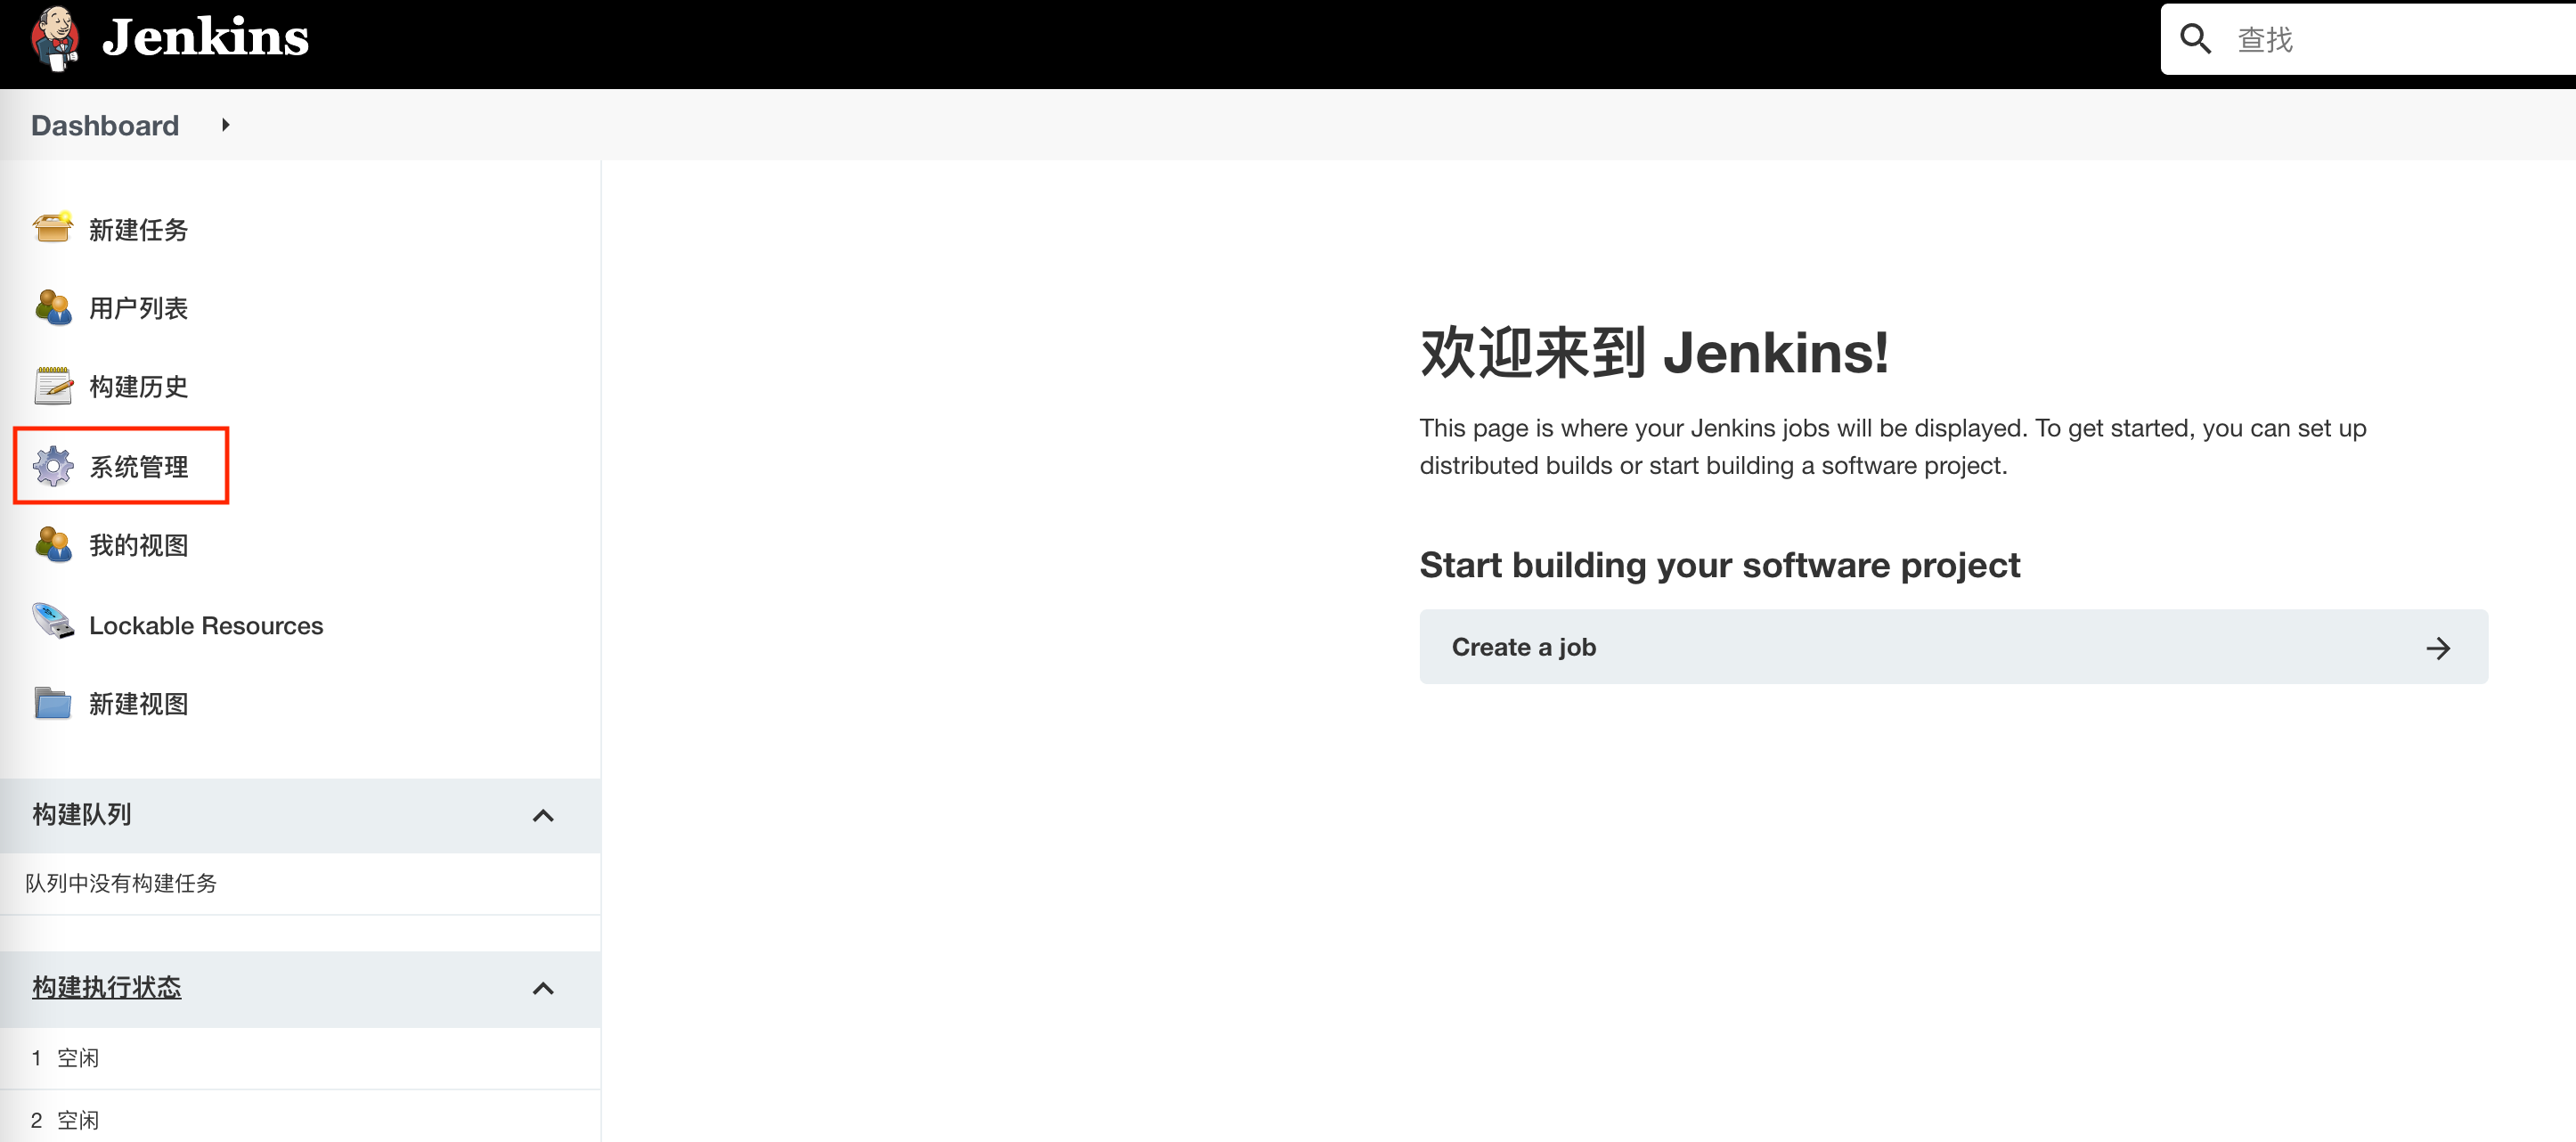 Jenkins
查找
Dashboard
新建任务
用户列表
构建历史
系统管理
我的视图
Lockable Resources
新建视图
构建队列
队列中没有构建任务
构建执行状态
1 空闲
2 空闲
欢迎来到 Jenkins!
This page is where your Jenkins jobs will be displayed. To get started, you can set up
distributed builds or start building a software project.
Start building your software project
Create a job